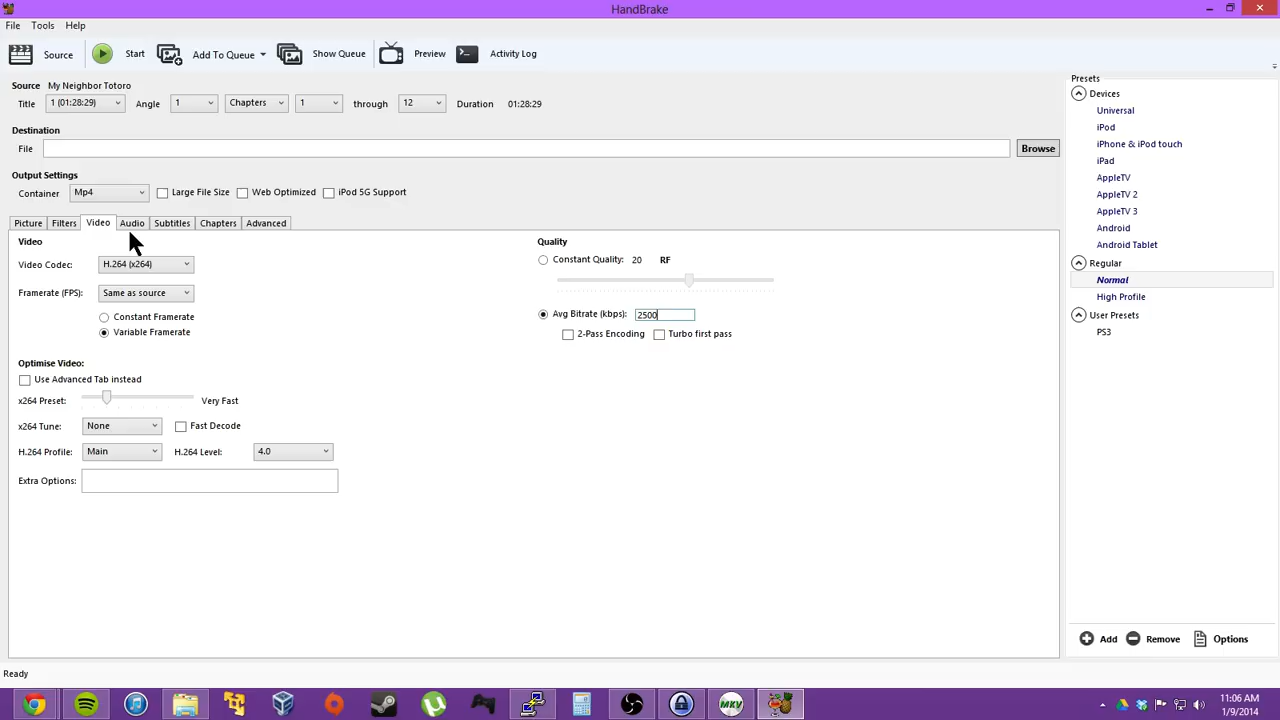 HandBrake
File Tools Help
Source Start Add To Queue Show Queue Preview Activity Log
Source My Neighbor Totoro
Title 1 (01:28:29) Angle 1 Chapters 1 through 12 Duration 01:28:29
Destination
File Browse
Output Settings
Container Mp4 Large File Size Web Optimized iPod 5G Support
Picture Filters Video Audio Subtitles Chapters Advanced
Video
Video Codec: H.264 (x264)
Framerate (FPS): Same as source
Constant Framerate
Variable Framerate
Optimise Video:
Use Advanced Tab instead
x264 Preset: Very Fast
x264 Tune: None Fast Decode
H.264 Profile: Main H.264 Level: 4.0
Extra Options:
Quality
Constant Quality: 20 RF
Avg Bitrate (kbps): 2500
2-Pass Encoding Turbo first pass
Presets
Devices
Universal
iPod
iPhone & iPod touch
iPad
AppleTV
AppleTV 2
AppleTV 3
Android
Android Tablet
Regular
Normal
High Profile
User Presets
PS3
Add Remove Options
Ready
MKV
11:06 AM
1/9/2014